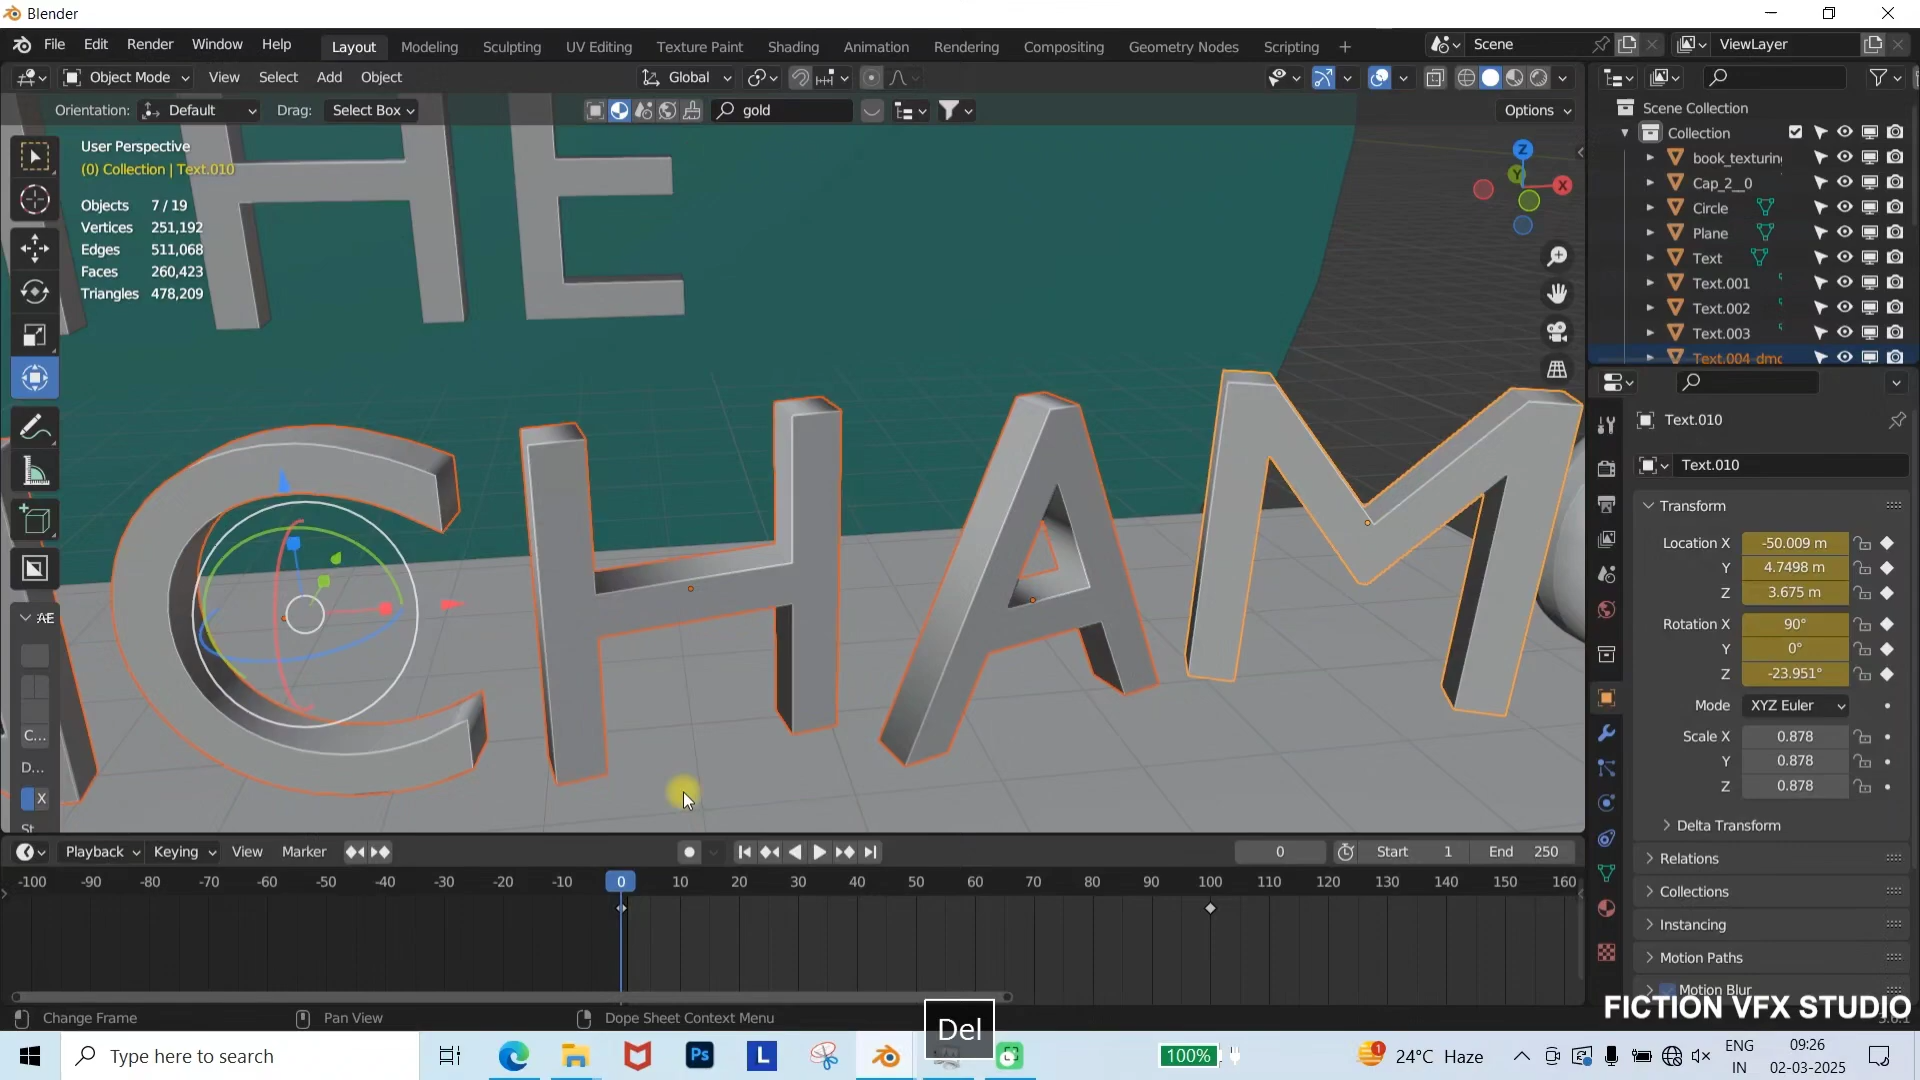 Blender
File Edit Render Window Help Layout Modeling Sculpting UV Editing Texture Paint Shading Animation Rendering Compositing Geometry Nodes Scripting + Scene ViewLayer
Object Mode View Select Add Object Global
Orientation: Default Drag: Select Box gold Options
User Perspective
(0) Collection | Text.010
Objects 7 / 19
Vertices 251,192
Edges 511,068
Faces 260,423
Triangles 478,209
HE
CHAM
Z
Y
X
AE
C...
D...
X
St
Scene Collection
Collection
book_texturin
Cap_2__0
Circle
Plane
Text
Text.001
Text.002
Text.003
Text.004_dmc
Text.010
Text.010
Transform
Location X -50.009 m
Y 4.7498 m
Z 3.675 m
Rotation X 90°
Y 0°
Z -23.951°
Mode XYZ Euler
Scale X 0.878
Y 0.878
Z 0.878
Delta Transform
Relations
Collections
Instancing
Motion Paths
Motion Blur
Playback Keying View Marker 0 Start 1 End 250
-100 -90 -80 -70 -60 -50 -40 -30 -20 -10 0 10 20 30 40 50 60 70 80 90 100 110 120 130 140 150 160
FICTION VFX STUDIO
Change Frame Pan View Dope Sheet Context Menu
Del
Type here to search Ps L 100% 1 24°C Haze ENG IN 09:26 02-03-2025